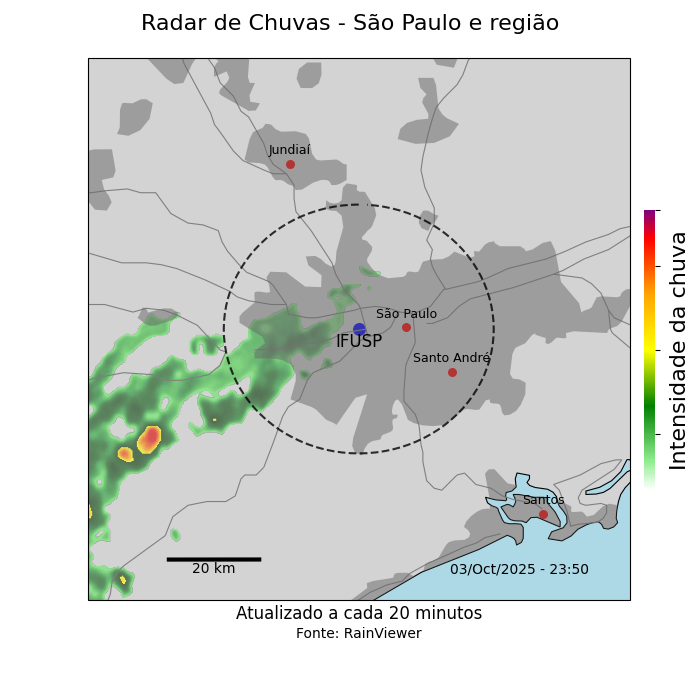 Radar de Chuvas - São Paulo e região
Jundiaí
São Paulo
IFUSP
Santo André
Intensidade da chuva
Santos
20 km
03/Oct/2025 - 23:50
Atualizado a cada 20 minutos
Fonte: RainViewer